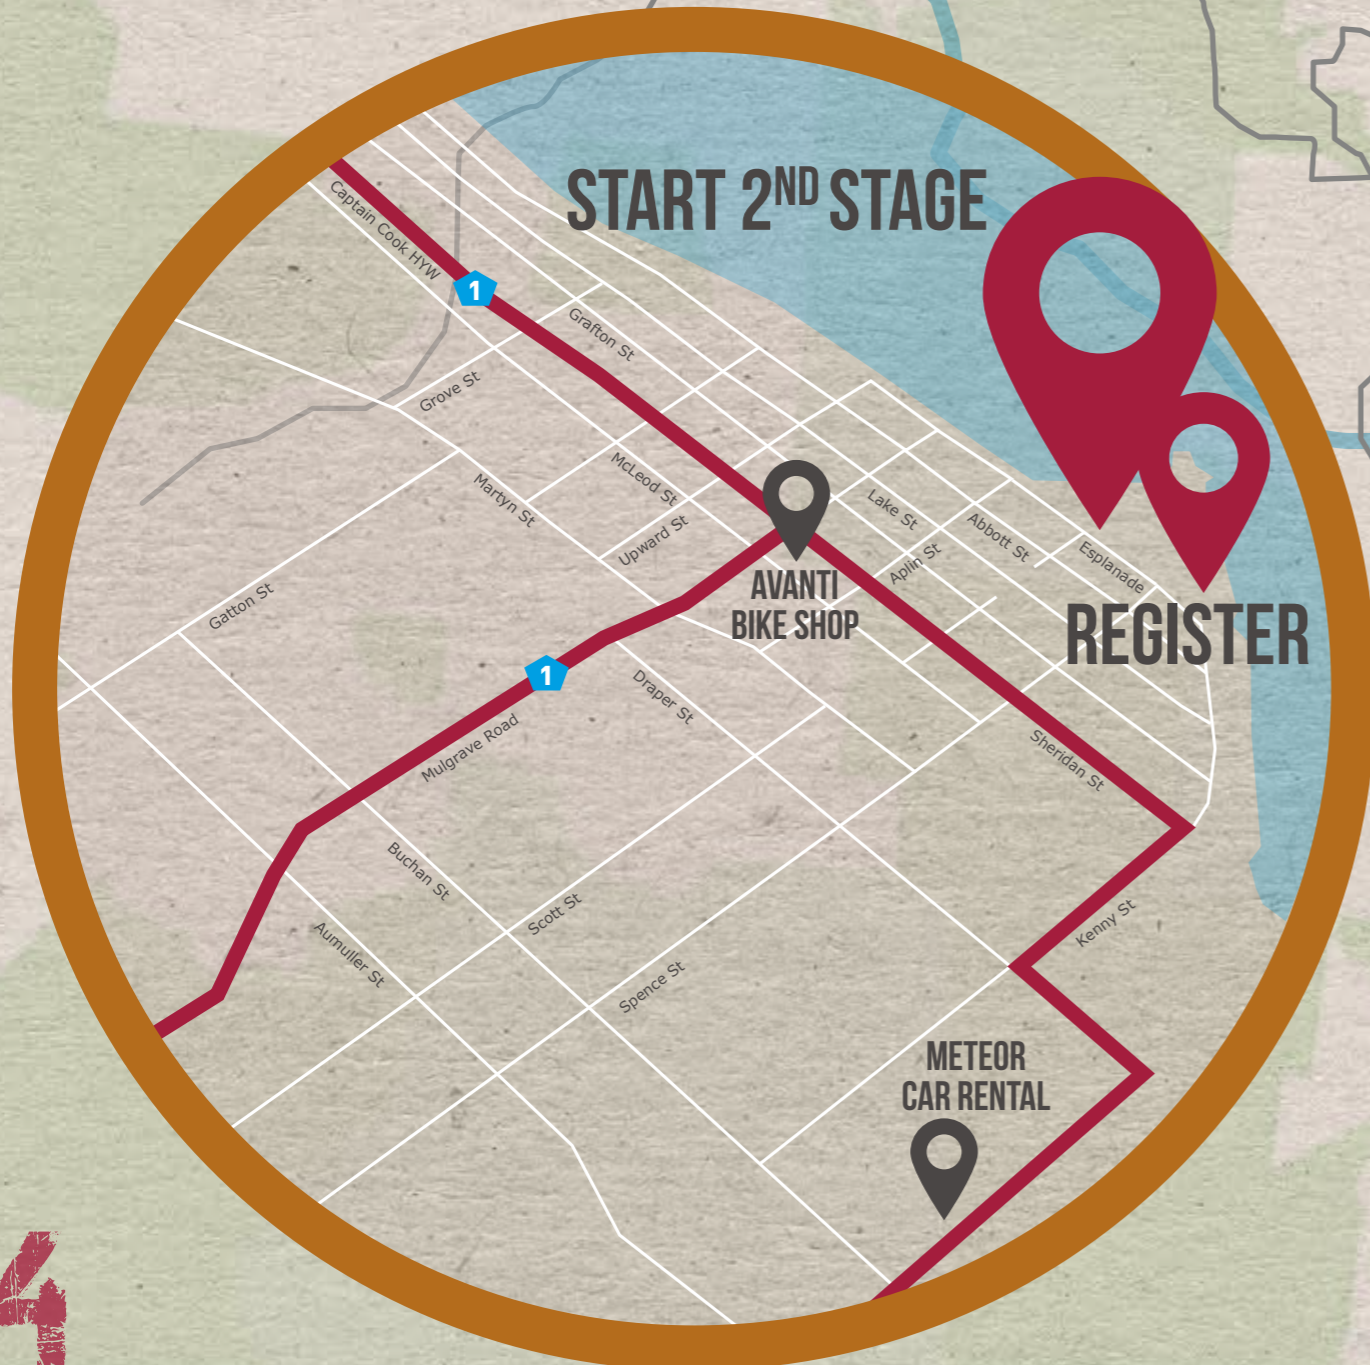 START 2ND STAGE
Captain Cook HYW
1
Grafton St
Grove St
McLeod St
Martyn St
Upward St
Lake St
Abbott St
Aplin St
Esplanade
AVANTI
BIKE SHOP
REGISTER
Gatton St
1
Draper St
Mulgrave Road
Sheridan St
Buchan St
Scott St
Aumuller St
Kenny St
Spence St
METEOR
CAR RENTAL
4